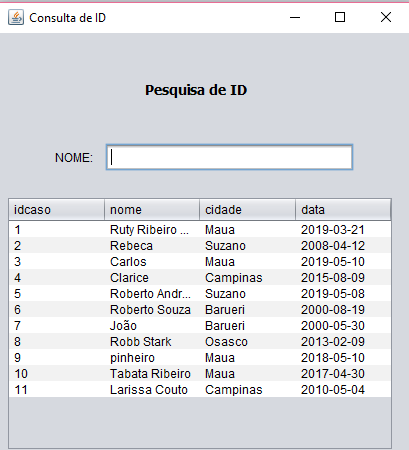 Consulta de ID
Pesquisa de ID
NOME:
idcaso nome cidade data
1 Ruty Ribeiro ... Maua 2019-03-21
2 Rebeca Suzano 2008-04-12
3 Carlos Maua 2019-05-10
4 Clarice Campinas 2015-08-09
5 Roberto Andr... Suzano 2019-05-08
6 Roberto Souza Barueri 2000-08-19
7 João Barueri 2000-05-30
8 Robb Stark Osasco 2013-02-09
9 pinheiro Maua 2018-05-10
10 Tabata Ribeiro Maua 2017-04-30
11 Larissa Couto Campinas 2010-05-04